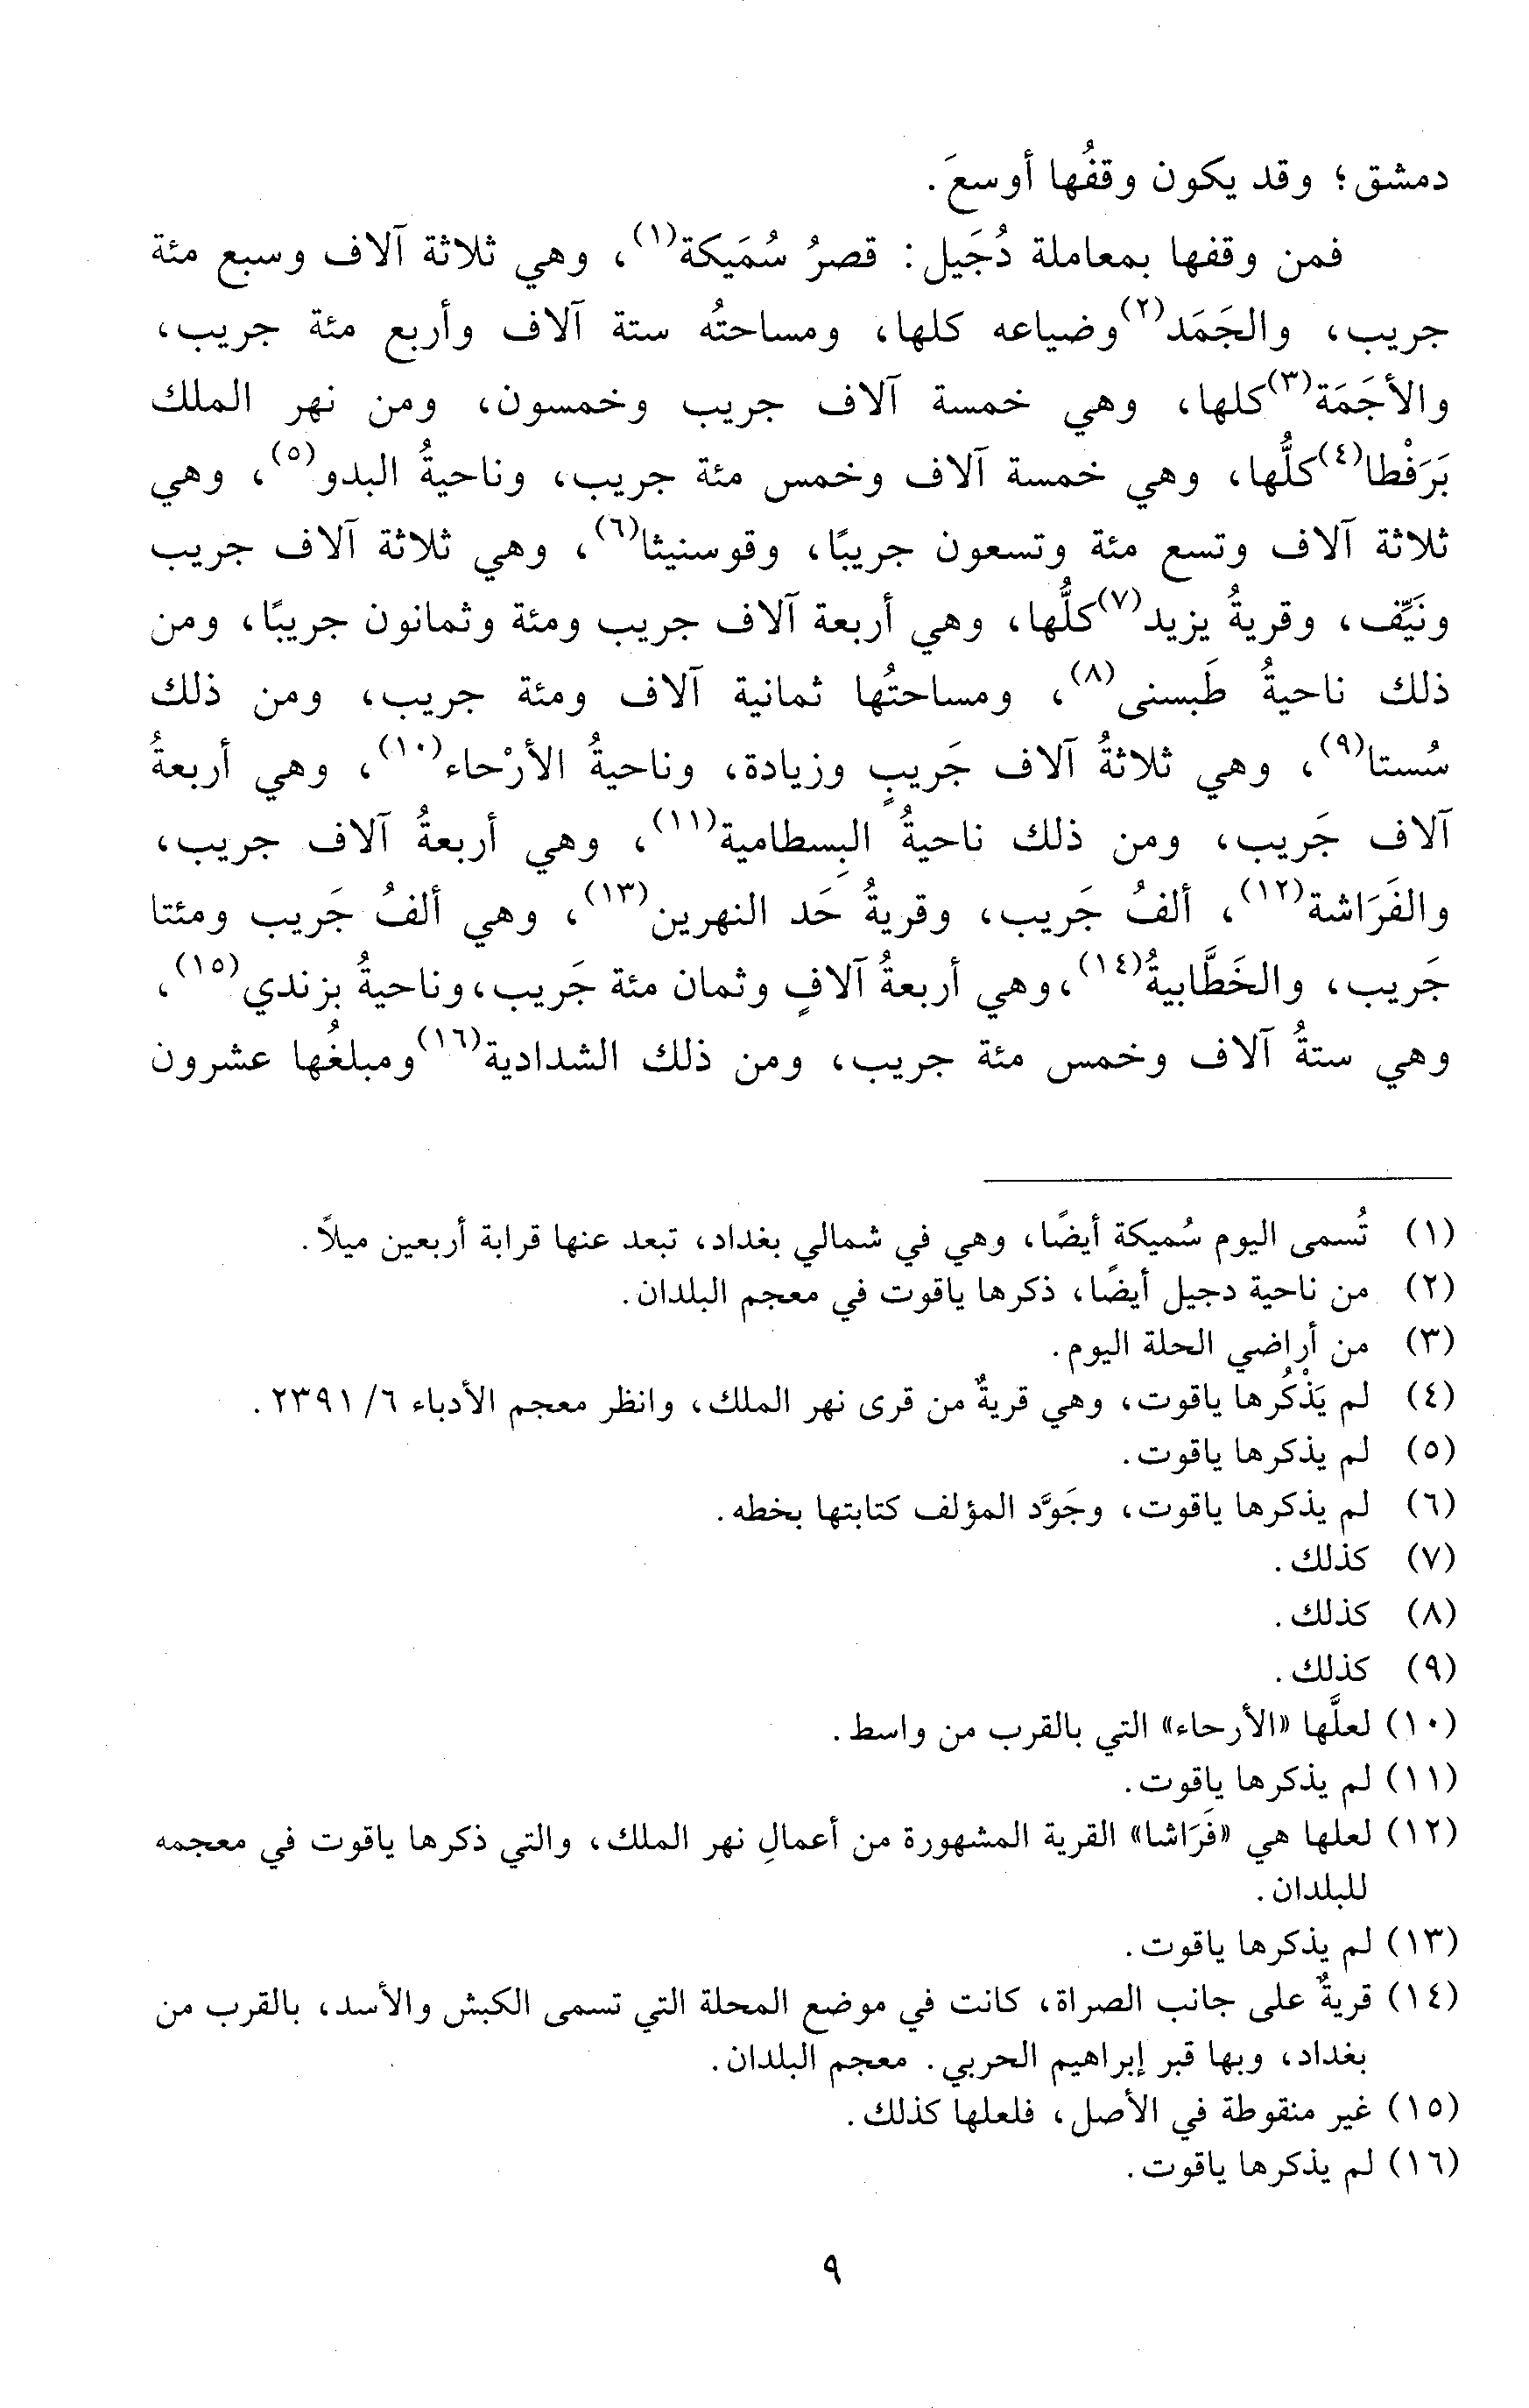 دمشق؛ وقد يكون وقفُها أوسعَ.
فمن وقفها بمعاملة دُجَيل: قصرُ سُمَيكة(١)، وهي ثلاثة آلاف وسبع مئة
جريب، والجَمَد(٢) وضياعه كلها، ومساحتُه ستة آلاف وأربع مئة جريب،
والأجَمَة(٣) كلها، وهي خمسة آلاف جريب وخمسون، ومن نهر الملك
بَرَفْطا(٤) كلُّها، وهي خمسة آلاف وخمس مئة جريب، وناحيةُ البدو(٥)، وهي
ثلاثة آلاف وتسع مئة وتسعون جريبًا، وقوسنيثا(٦)، وهي ثلاثة آلاف جريب
ونَيِّف، وقريةُ يزيد(٧) كلُّها، وهي أربعة آلاف جريب ومئة وثمانون جريبًا، ومن
ذلك ناحيةُ طَبسنى(٨)، ومساحتُها ثمانية آلاف ومئة جريب، ومن ذلك
سُستا(٩)، وهي ثلاثةُ آلاف جَريبٍ وزيادة، وناحيةُ الأرْحاء(١٠)، وهي أربعةُ
آلاف جَريب، ومن ذلك ناحيةُ البِسطامية(١١)، وهي أربعةُ آلاف جريب،
والفَرَاشة(١٢)، ألفُ جَريب، وقريةُ حَد النهرين(١٣)، وهي ألفُ جَريب ومئتا
جَريب، والخَطَّابيةُ(١٤)، وهي أربعةُ آلافٍ وثمان مئة جَريب، وناحيةُ بزندي(١٥)،
وهي ستةُ آلاف وخمس مئة جريب، ومن ذلك الشدادية(١٦) ومبلغُها عشرون
(١) تُسمى اليوم سُميكة أيضًا، وهي في شمالي بغداد، تبعد عنها قرابة أربعين ميلاً.
(٢) من ناحية دجيل أيضًا، ذكرها ياقوت في معجم البلدان.
(٣) من أراضي الحلة اليوم.
(٤) لم يَذْكُرها ياقوت، وهي قريةٌ من قرى نهر الملك، وانظر معجم الأدباء ٦/ ٢٣٩١.
(٥) لم يذكرها ياقوت.
(٦) لم يذكرها ياقوت، وجَوَّد المؤلف كتابتها بخطه.
(٧) كذلك.
(٨) كذلك.
(٩) كذلك.
(١٠) لعلَّها «الأرحاء» التي بالقرب من واسط.
(١١) لم يذكرها ياقوت.
(١٢) لعلها هي «فَرَاشا» القرية المشهورة من أعمالِ نهر الملك، والتي ذكرها ياقوت في معجمه
للبلدان.
(١٣) لم يذكرها ياقوت.
(١٤) قريةٌ على جانب الصراة، كانت في موضع المحلة التي تسمى الكبش والأسد، بالقرب من
بغداد، وبها قبر إبراهيم الحربي. معجم البلدان.
(١٥) غير منقوطة في الأصل، فلعلها كذلك.
(١٦) لم يذكرها ياقوت.
٩